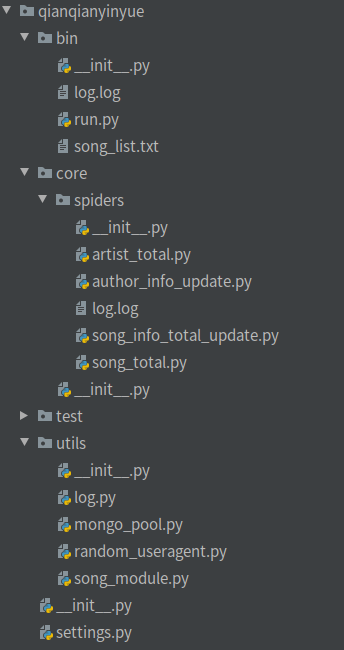 qianqianyinyue
bin
__init__.py
log.log
run.py
song_list.txt
core
spiders
__init__.py
artist_total.py
author_info_update.py
log.log
song_info_total_update.py
song_total.py
__init__.py
test
utils
__init__.py
log.py
mongo_pool.py
random_useragent.py
song_module.py
__init__.py
settings.py